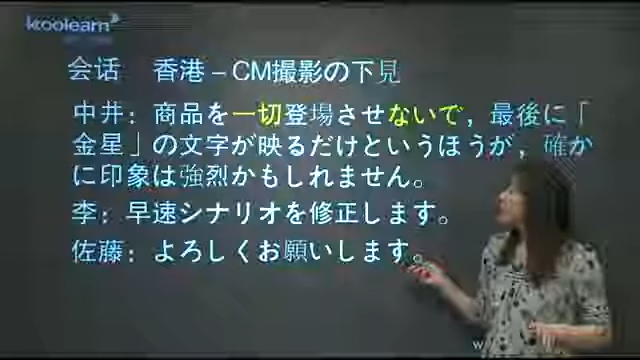 koolearn
会话 香港–CM撮影の下見
中井：商品を一切登場させないで，最後に「
金星」の文字が映るだけというほうが，確か
に印象は強烈かもしれません。
李：早速シナリオを修正します。
佐藤：よろしくお願いします。